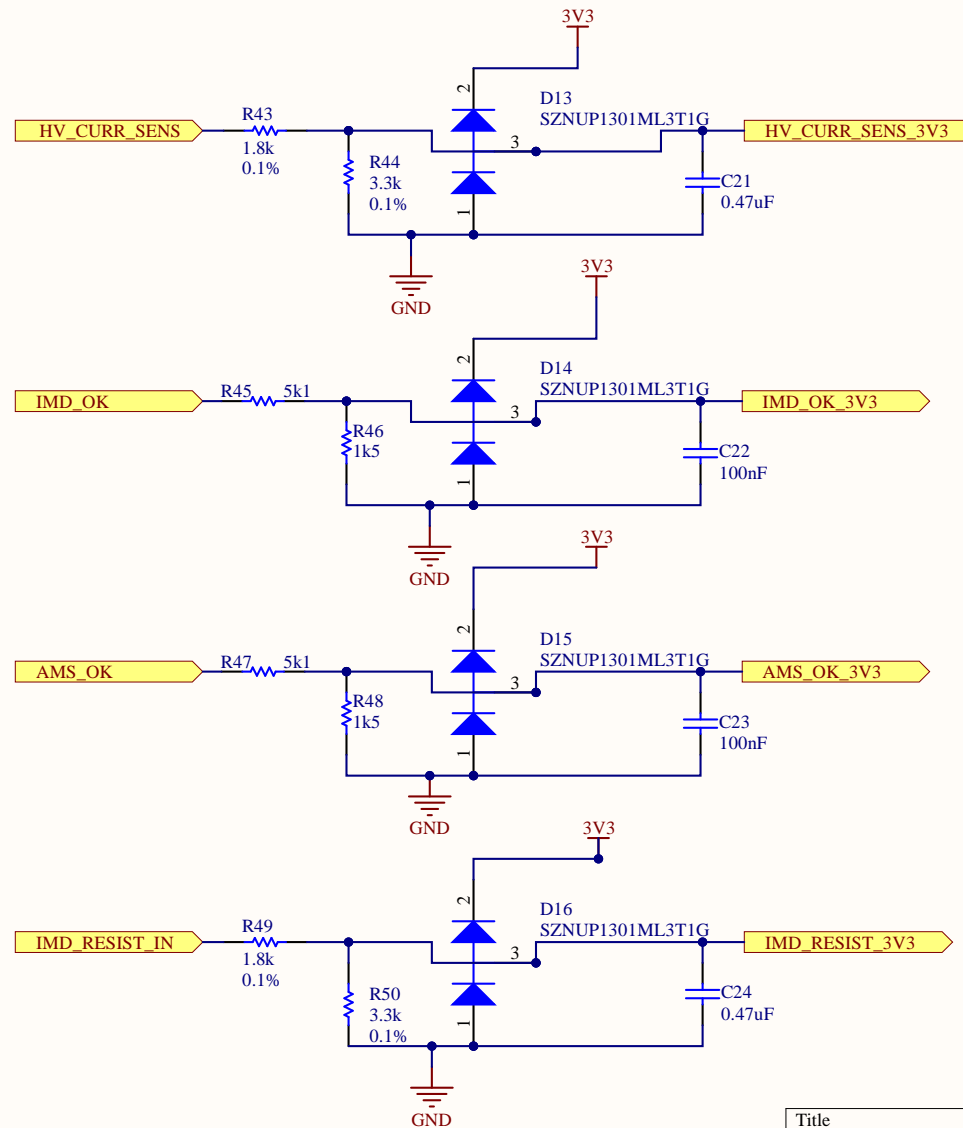 3V3
HV_CURR_SENS
R43
1.8k
0.1%
R44
3.3k
0.1%
2
3
1
D13
SZNUP1301ML3T1G
C21
0.47uF
HV_CURR_SENS_3V3
GND
3V3
IMD_OK
R45
5k1
R46
1k5
2
3
1
D14
SZNUP1301ML3T1G
C22
100nF
IMD_OK_3V3
GND
3V3
AMS_OK
R47
5k1
R48
1k5
2
3
1
D15
SZNUP1301ML3T1G
C23
100nF
AMS_OK_3V3
GND
3V3
IMD_RESIST_IN
R49
1.8k
0.1%
R50
3.3k
0.1%
2
3
1
D16
SZNUP1301ML3T1G
C24
0.47uF
IMD_RESIST_3V3
GND
Title